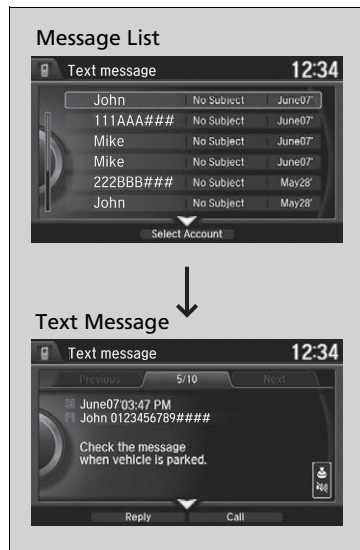 Message List
Text message 12:34
John No Subject June07'
111AAA### No Subject June07'
Mike No Subject June07'
Mike No Subject June07'
222BBB### No Subject May28'
John No Subject May28'
Select Account
Text Message
Text message 12:34
Previous 5/10 Next
June07'03:47 PM
John 0123456789####
Check the message
when vehicle is parked.
Reply Call